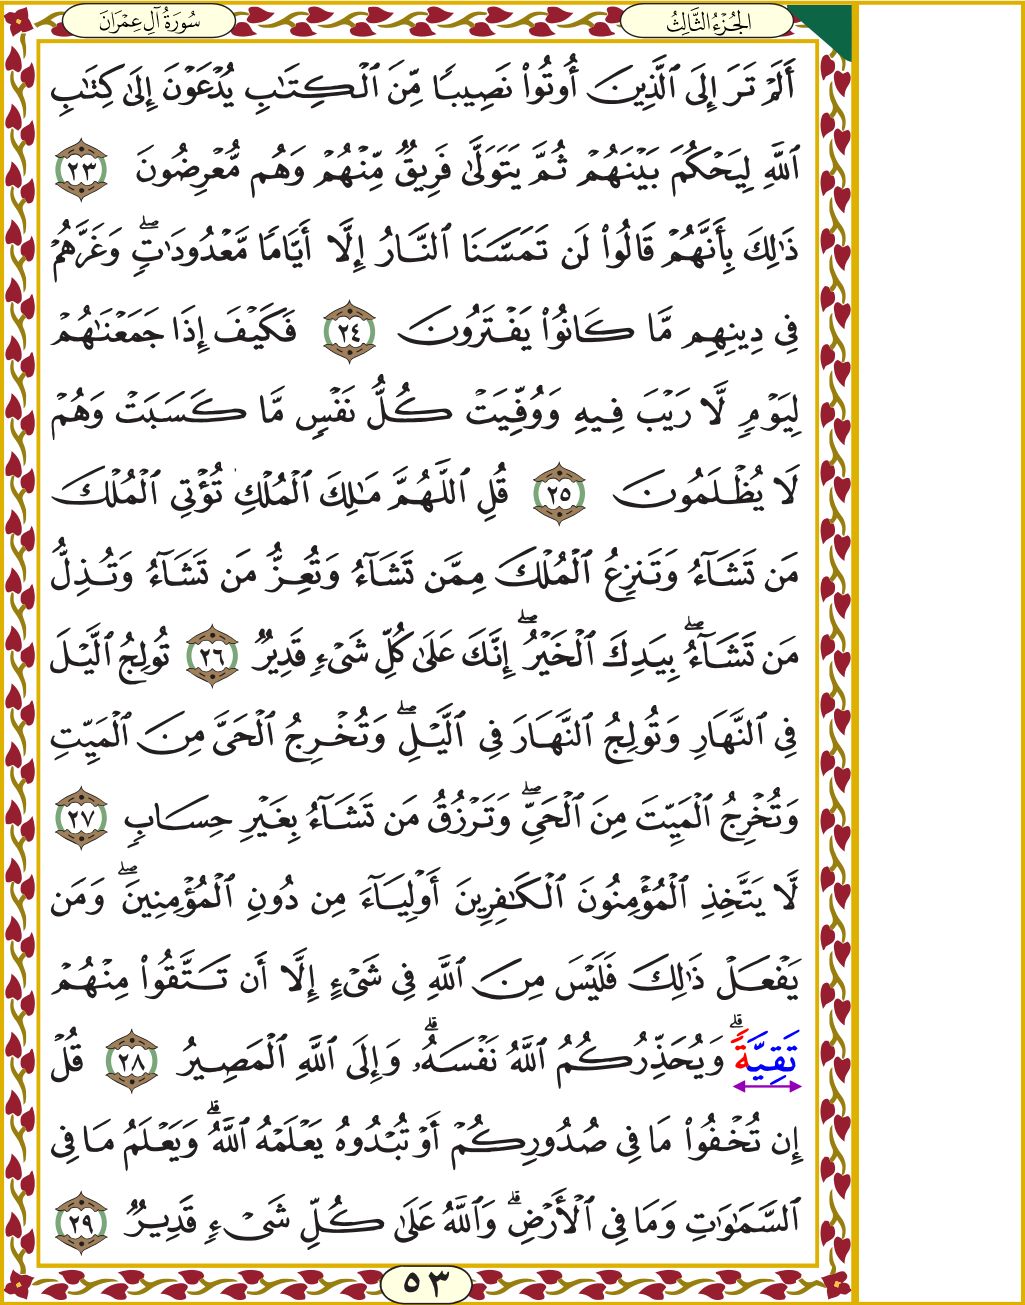 سُورَةُ آلِ عِمْرَانَ
الجُزْءُ الثَّالِثُ
أَلَمْ تَرَ إِلَى ٱلَّذِينَ أُوتُوا۟ نَصِيبًا مِّنَ ٱلْكِتَـٰبِ يُدْعَوْنَ إِلَىٰ كِتَـٰبِ
ٱللَّهِ لِيَحْكُمَ بَيْنَهُمْ ثُمَّ يَتَوَلَّىٰ فَرِيقٌ مِّنْهُمْ وَهُم مُّعْرِضُونَ ٢٣
ذَٰلِكَ بِأَنَّهُمْ قَالُوا۟ لَن تَمَسَّنَا ٱلنَّارُ إِلَّا أَيَّامًا مَّعْدُودَٰتٍ ۖ وَغَرَّهُمْ
فِى دِينِهِم مَّا كَانُوا۟ يَفْتَرُونَ ٢٤ فَكَيْفَ إِذَا جَمَعْنَـٰهُمْ
لِيَوْمٍ لَّا رَيْبَ فِيهِ وَوُفِّيَتْ كُلُّ نَفْسٍ مَّا كَسَبَتْ وَهُمْ
لَا يُظْلَمُونَ ٢٥ قُلِ ٱللَّهُمَّ مَـٰلِكَ ٱلْمُلْكِ تُؤْتِى ٱلْمُلْكَ
مَن تَشَآءُ وَتَنزِعُ ٱلْمُلْكَ مِمَّن تَشَآءُ وَتُعِزُّ مَن تَشَآءُ وَتُذِلُّ
مَن تَشَآءُ ۖ بِيَدِكَ ٱلْخَيْرُ ۖ إِنَّكَ عَلَىٰ كُلِّ شَىْءٍ قَدِيرٌ ٢٦ تُولِجُ ٱلَّيْلَ
فِى ٱلنَّهَارِ وَتُولِجُ ٱلنَّهَارَ فِى ٱلَّيْلِ ۖ وَتُخْرِجُ ٱلْحَىَّ مِنَ ٱلْمَيِّتِ
وَتُخْرِجُ ٱلْمَيِّتَ مِنَ ٱلْحَىِّ ۖ وَتَرْزُقُ مَن تَشَآءُ بِغَيْرِ حِسَابٍ ٢٧
لَّا يَتَّخِذِ ٱلْمُؤْمِنُونَ ٱلْكَـٰفِرِينَ أَوْلِيَآءَ مِن دُونِ ٱلْمُؤْمِنِينَ ۖ وَمَن
يَفْعَلْ ذَٰلِكَ فَلَيْسَ مِنَ ٱللَّهِ فِى شَىْءٍ إِلَّا أَن تَتَّقُوا۟ مِنْهُمْ
تَقِيَّةً ۗ وَيُحَذِّرُكُمُ ٱللَّهُ نَفْسَهُۥ ۗ وَإِلَى ٱللَّهِ ٱلْمَصِيرُ ٢٨ قُلْ
إِن تُخْفُوا۟ مَا فِى صُدُورِكُمْ أَوْ تُبْدُوهُ يَعْلَمْهُ ٱللَّهُ ۗ وَيَعْلَمُ مَا فِى
ٱلسَّمَـٰوَٰتِ وَمَا فِى ٱلْأَرْضِ ۗ وَٱللَّهُ عَلَىٰ كُلِّ شَىْءٍ قَدِيرٌ ٢٩
٥٣